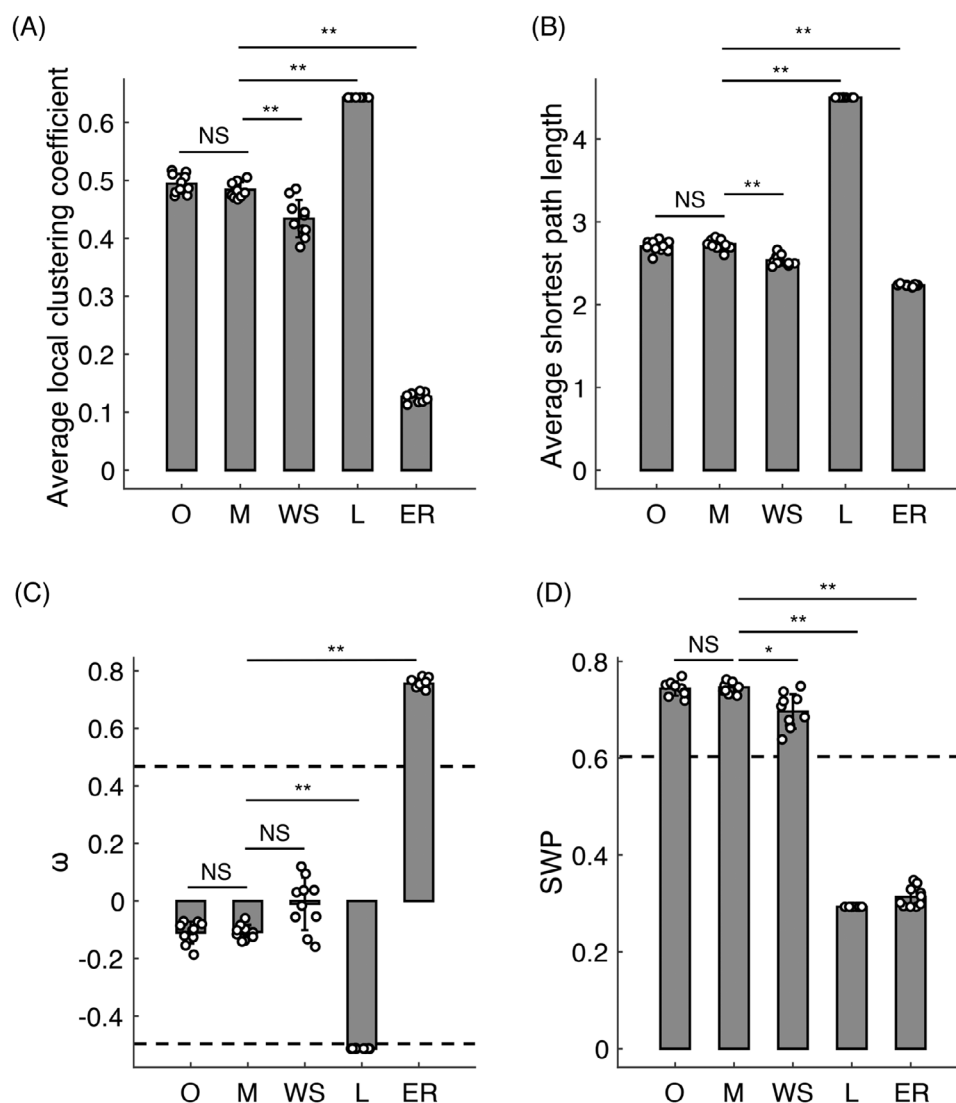 (A)
Average local clustering coefficient
0.6
0.5
0.4
0.3
0.2
0.1
0
NS
**
**
**
O M WS L ER
(B)
Average shortest path length
4
3
2
1
0
NS
**
**
**
O M WS L ER
(C)
ω
0.8
0.6
0.4
0.2
0
-0.2
-0.4
NS
NS
**
**
O M WS L ER
(D)
SWP
0.8
0.6
0.4
0.2
0
NS
*
**
**
O M WS L ER